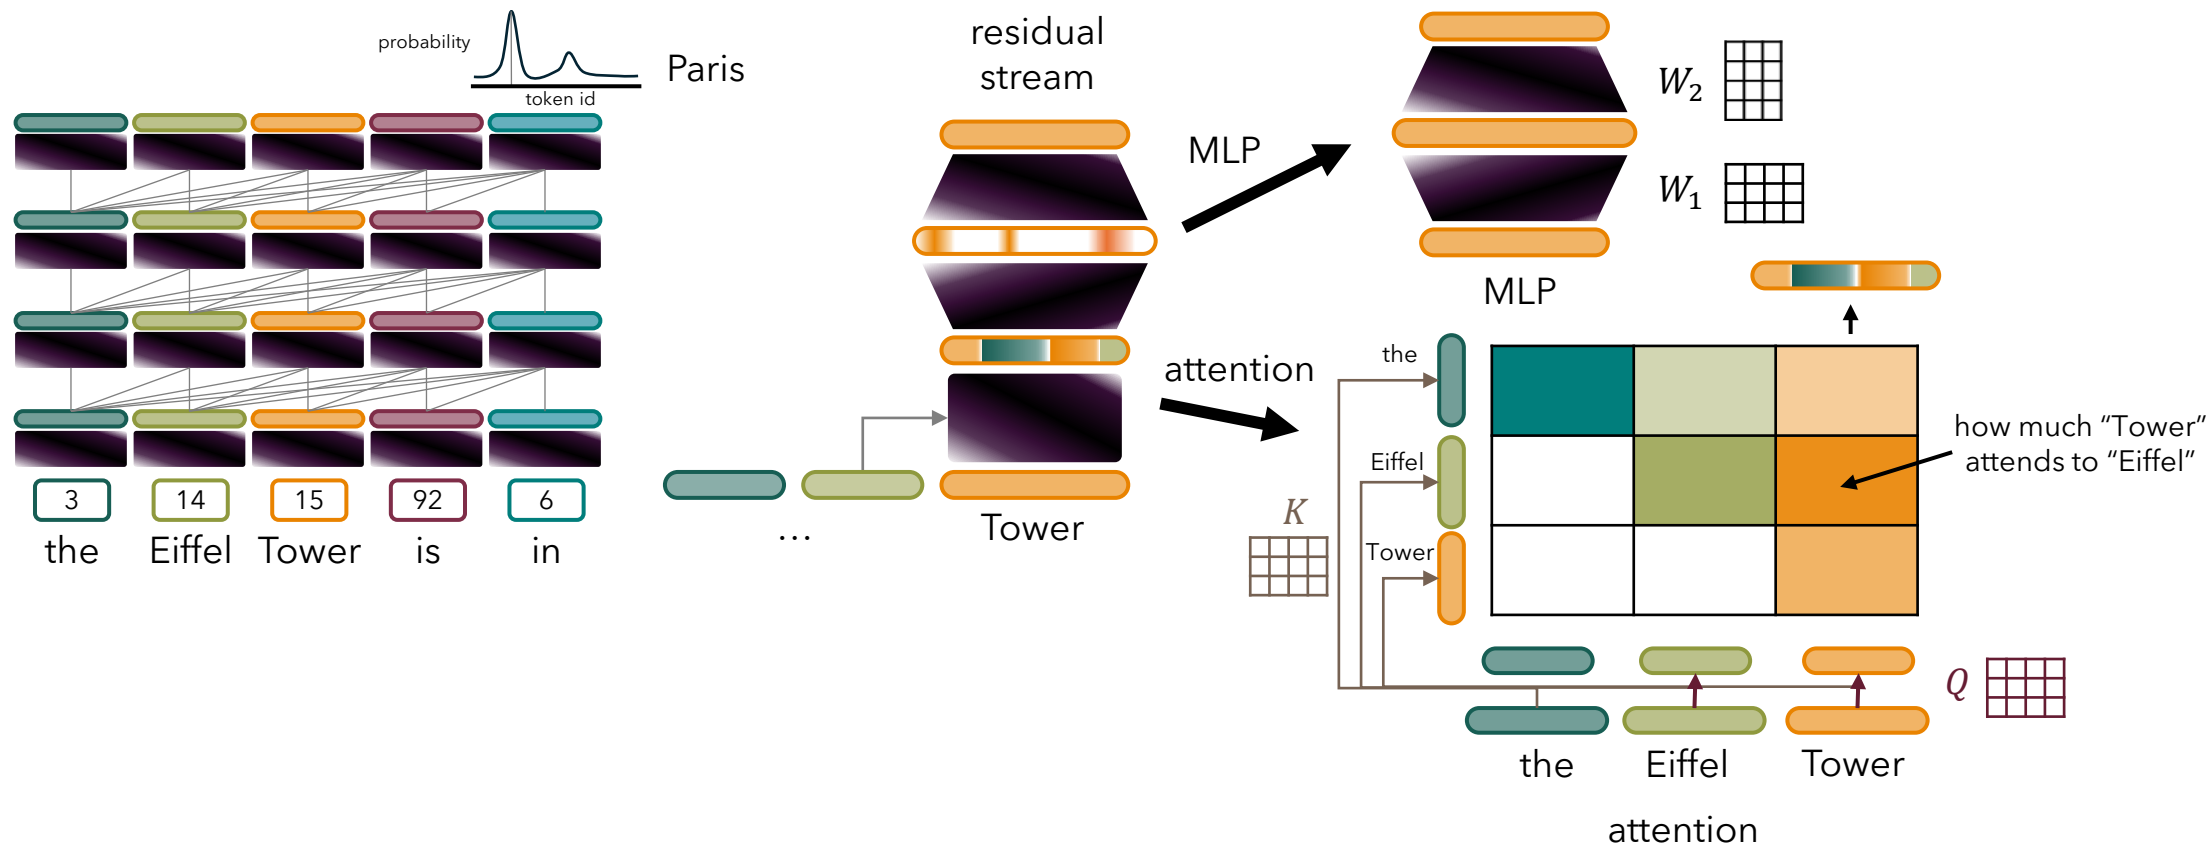 probability
token id
Paris
3 14 15 92 6
the Eiffel Tower is in
residual
stream
...
Tower
MLP
attention
W₂
W₁
MLP
the
Eiffel
Tower
K
how much “Tower”
attends to “Eiffel”
Q
the Eiffel Tower
attention